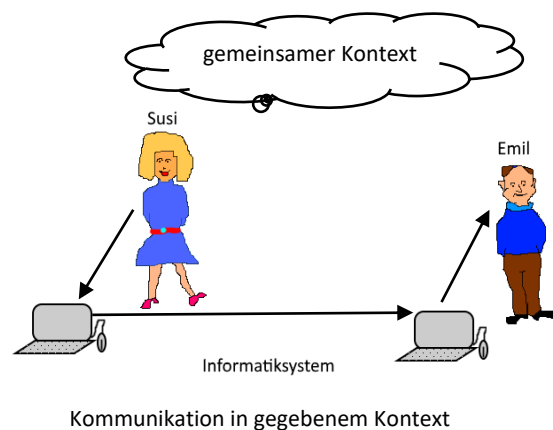 gemeinsamer Kontext
Susi
Emil
Informatiksystem
Kommunikation in gegebenem Kontext